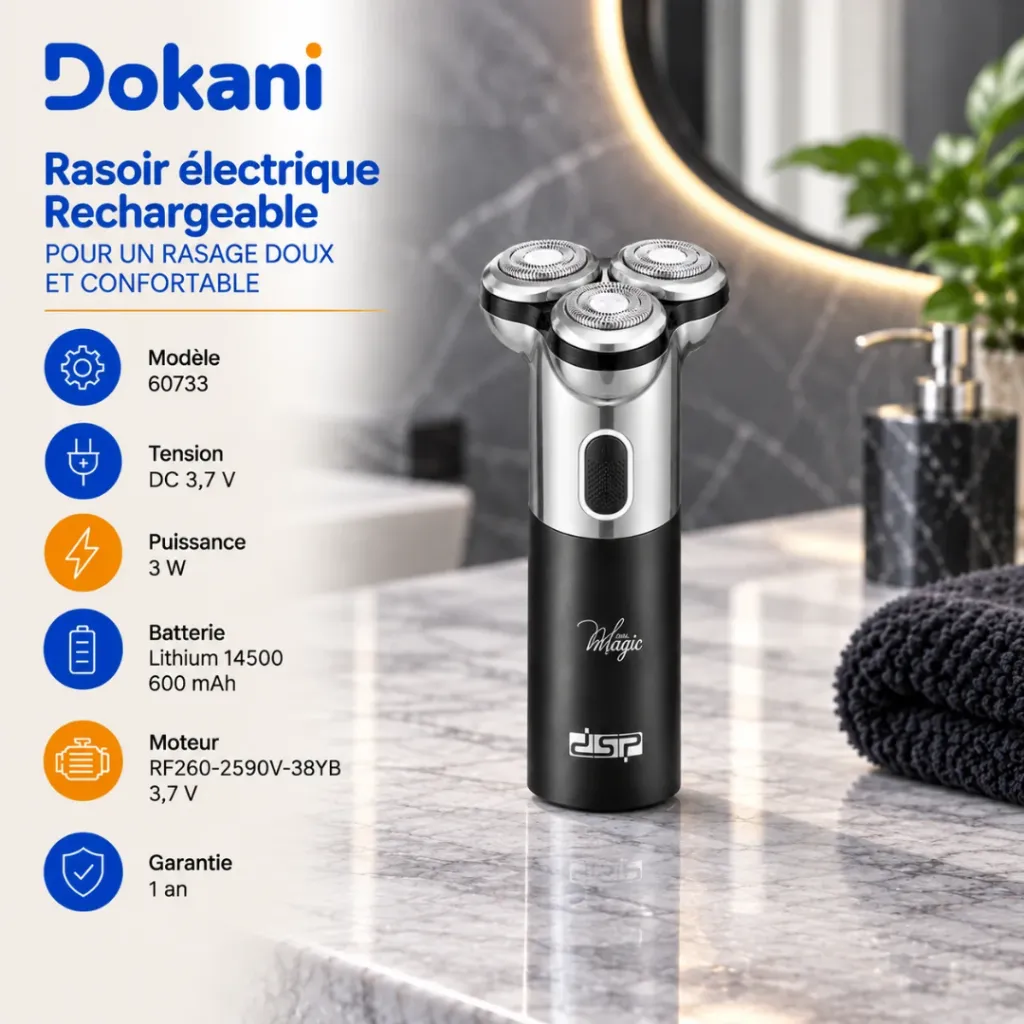 Dokani
Rasoir électrique
Rechargeable
POUR UN RASAGE DOUX
ET CONFORTABLE
Modèle
60733
Tension
DC 3,7 V
Puissance
3 W
Batterie
Lithium 14500
600 mAh
Moteur
RF260-2590V-38YB
3,7 V
Garantie
1 an
Magic
dsp